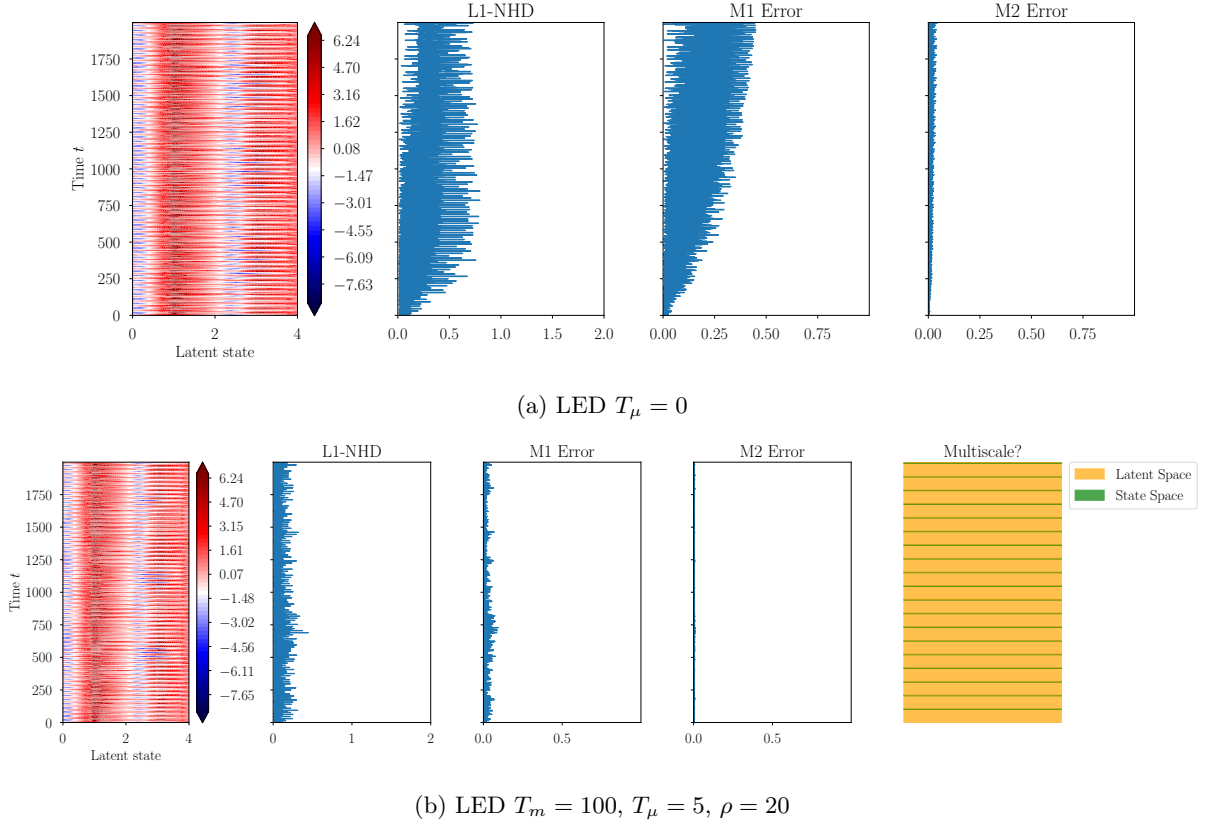 L1-NHD
M1 Error
M2 Error
Time t
1750
1500
1250
1000
750
500
250
0
0 2 4
Latent state
6.24
4.70
3.16
1.62
0.08
−1.47
−3.01
−4.55
−6.09
−7.63
0.0 0.5 1.0 1.5 2.0
0.00 0.25 0.50 0.75
0.00 0.25 0.50 0.75
(a) LED Tμ = 0
L1-NHD
M1 Error
M2 Error
Multiscale?
Time t
1750
1500
1250
1000
750
500
250
0
0 2 4
Latent state
6.24
4.70
3.15
1.61
0.07
−1.48
−3.02
−4.56
−6.11
−7.65
0 1 2
0.0 0.5
0.0 0.5
Latent Space
State Space
(b) LED Tm = 100, Tμ = 5, ρ = 20